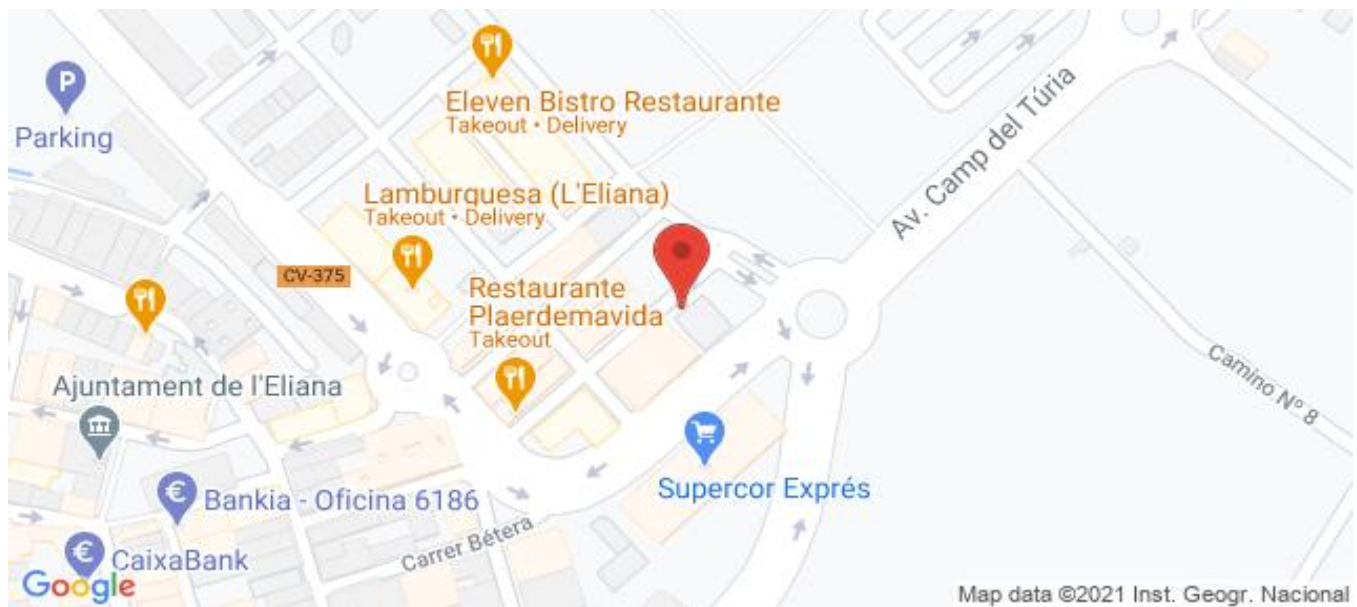 P
Parking
Eleven Bistro Restaurante
Takeout • Delivery
Lamburquesa (L'Eliana)
Takeout • Delivery
Av. Camp del Túria
CV-375
Restaurante
Plaerdemavida
Takeout
Camino Nº 8
Ajuntament de l'Eliana
Supercor Exprés
€
Bankia - Oficina 6186
Carrer Bétera
€
CaixaBank
Google
Map data ©2021 Inst. Geogr. Nacional